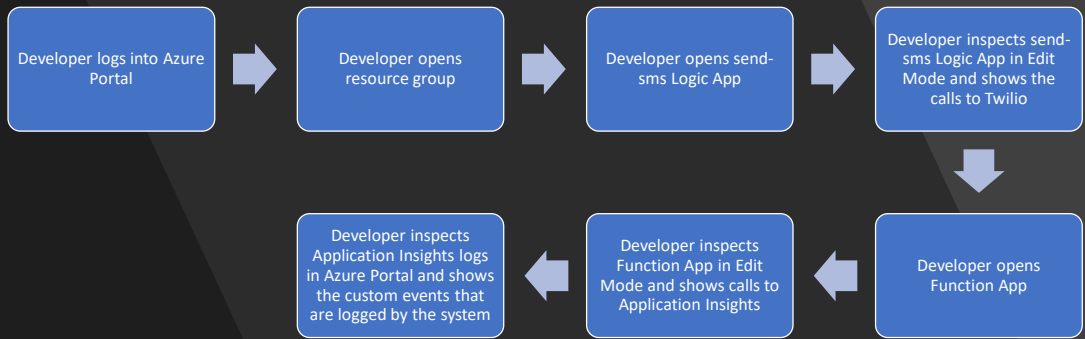 Developer logs into Azure
Portal
Developer opens
resource group
Developer opens send-
sms Logic App
Developer inspects send-
sms Logic App in Edit
Mode and shows the
calls to Twilio
Developer opens
Function App
Developer inspects
Function App in Edit
Mode and shows calls to
Application Insights
Developer inspects
Application Insights logs
in Azure Portal and shows
the custom events that
are logged by the system